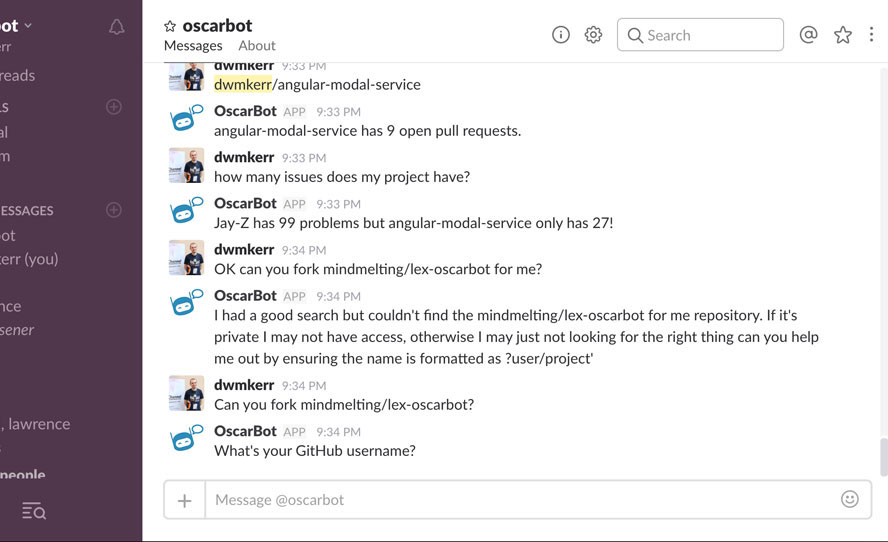 ot
rr
reads
s
al
m
ESSAGES
ot
err (you)
nce
sener
, lawrence
people
oscarbot
Messages About
Search
dwmkerr 9:33 PM
dwmkerr/angular-modal-service
OscarBot APP 9:33 PM
angular-modal-service has 9 open pull requests.
dwmkerr 9:33 PM
how many issues does my project have?
OscarBot APP 9:33 PM
Jay-Z has 99 problems but angular-modal-service only has 27!
dwmkerr 9:34 PM
OK can you fork mindmelting/lex-oscarbot for me?
OscarBot APP 9:34 PM
I had a good search but couldn't find the mindmelting/lex-oscarbot for me repository. If it's
private I may not have access, otherwise I may just not looking for the right thing can you help
me out by ensuring the name is formatted as ?user/project'
dwmkerr 9:34 PM
Can you fork mindmelting/lex-oscarbot?
OscarBot APP 9:34 PM
What's your GitHub username?
Message @oscarbot